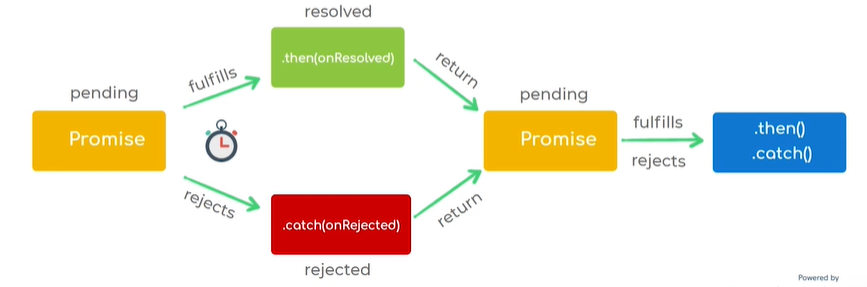 resolved
.then(onResolved)
fulfills
return
pending
Promise
pending
Promise
fulfills
rejects
.then()
.catch()
rejects
.catch(onRejected)
return
rejected
Powered by